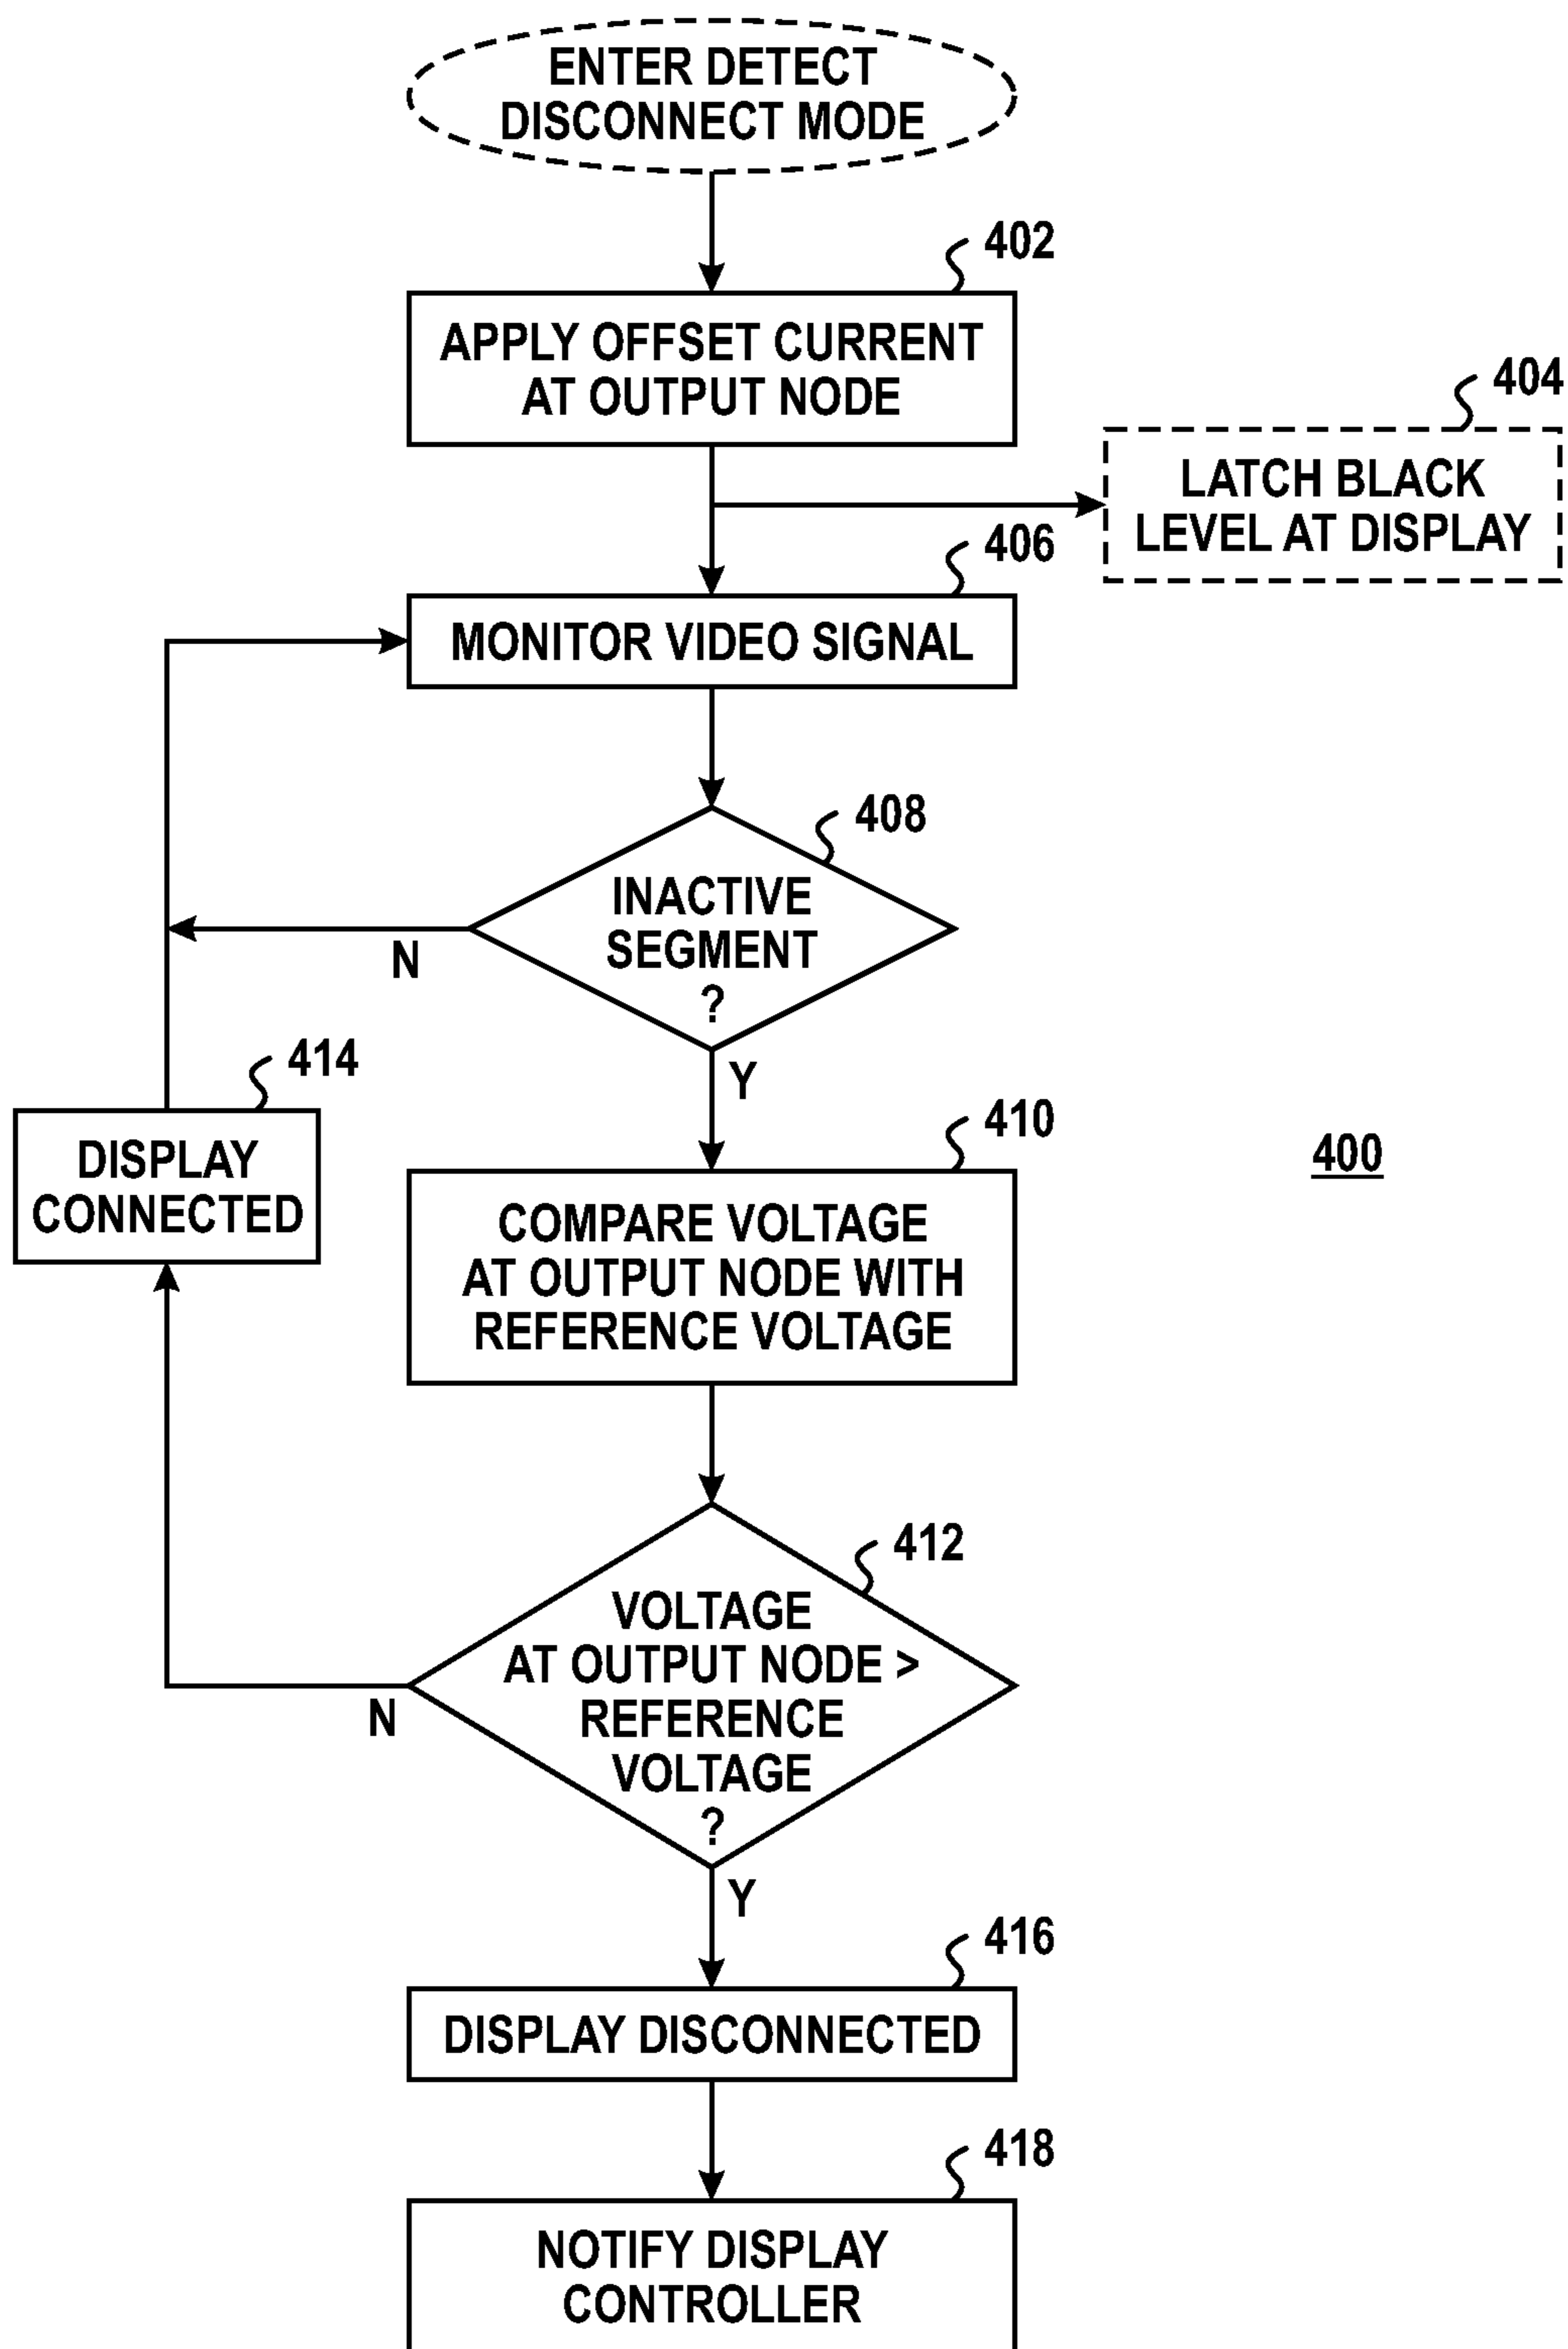 ENTER DETECT
DISCONNECT MODE
402
APPLY OFFSET CURRENT
AT OUTPUT NODE
404
LATCH BLACK
LEVEL AT DISPLAY
406
MONITOR VIDEO SIGNAL
408
INACTIVE
SEGMENT
?
N
Y
414
DISPLAY
CONNECTED
410
COMPARE VOLTAGE
AT OUTPUT NODE WITH
REFERENCE VOLTAGE
400
412
VOLTAGE
AT OUTPUT NODE >
REFERENCE
VOLTAGE
?
N
Y
416
DISPLAY DISCONNECTED
418
NOTIFY DISPLAY
CONTROLLER